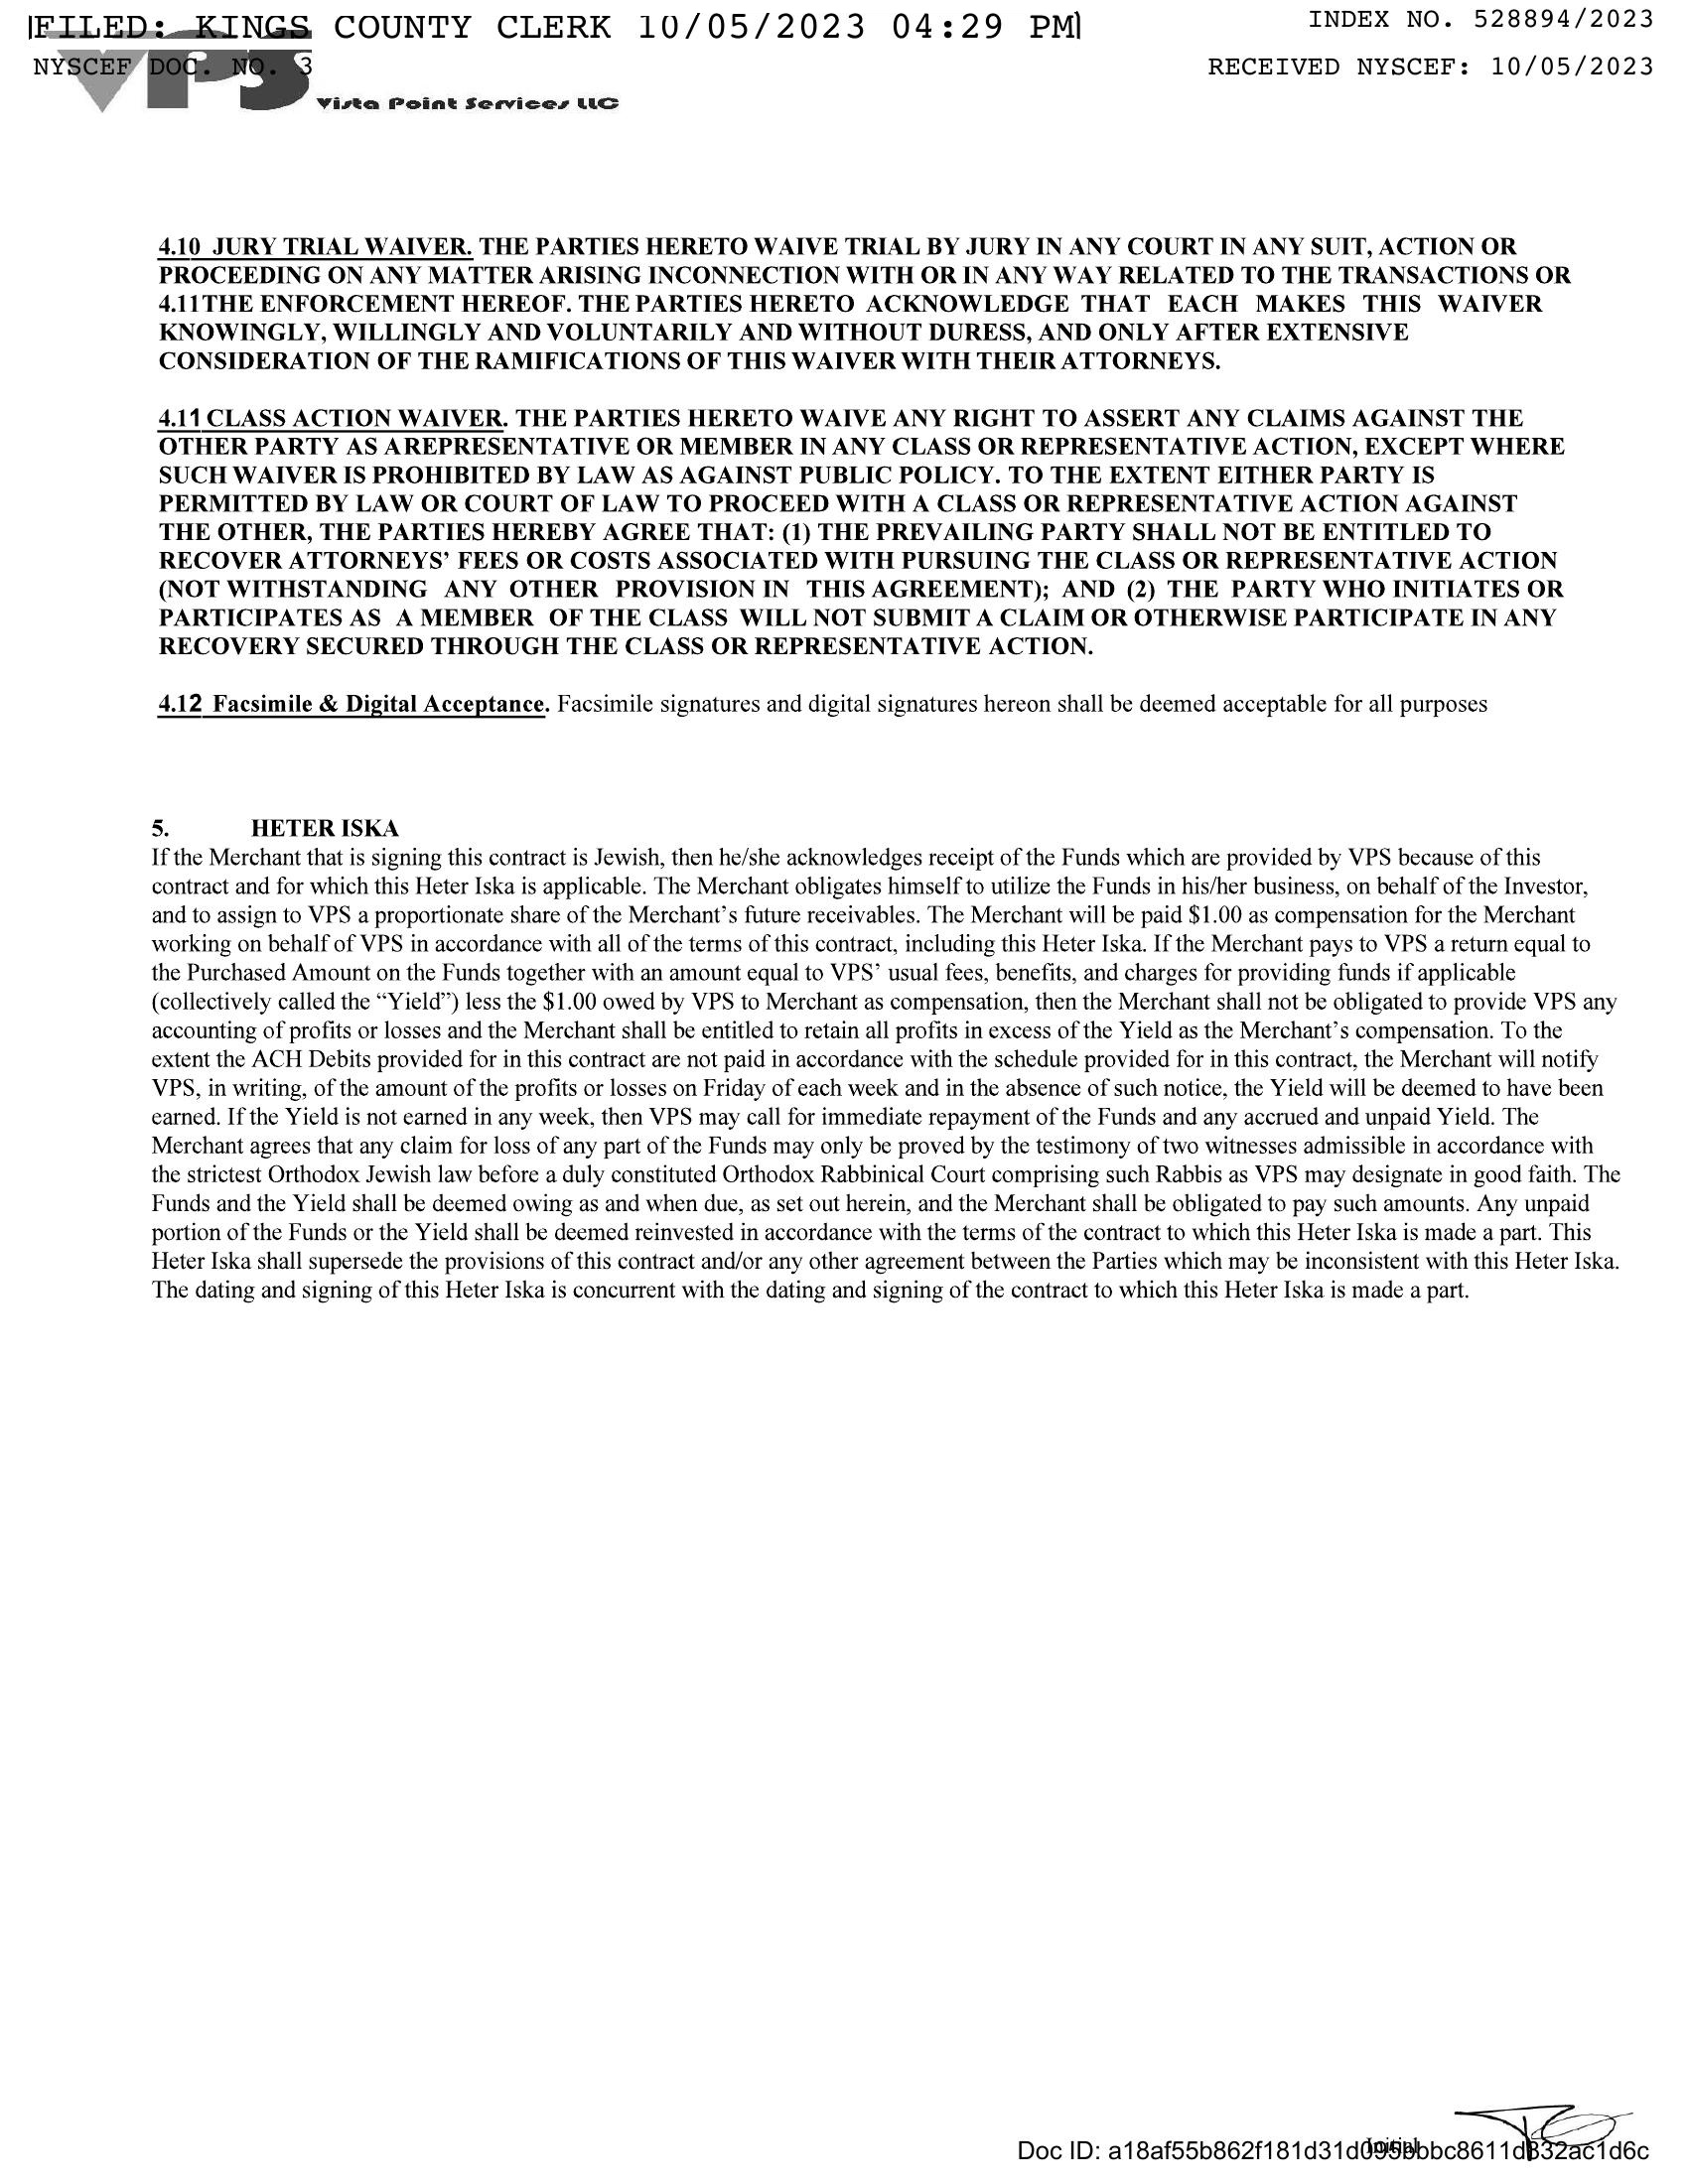 FILED: KINGS COUNTY CLERK 10/05/2023 04:29 PM
INDEX NO. 528894/2023
NYSCEF DOC. NO. 3
RECEIVED NYSCEF: 10/05/2023
VPS
Vista Point Services LLC
4.10 JURY TRIAL WAIVER. THE PARTIES HERETO WAIVE TRIAL BY JURY IN ANY COURT IN ANY SUIT, ACTION OR
PROCEEDING ON ANY MATTER ARISING INCONNECTION WITH OR IN ANY WAY RELATED TO THE TRANSACTIONS OR
4.11THE ENFORCEMENT HEREOF. THE PARTIES HERETO ACKNOWLEDGE THAT EACH MAKES THIS WAIVER
KNOWINGLY, WILLINGLY AND VOLUNTARILY AND WITHOUT DURESS, AND ONLY AFTER EXTENSIVE
CONSIDERATION OF THE RAMIFICATIONS OF THIS WAIVER WITH THEIR ATTORNEYS.
4.11 CLASS ACTION WAIVER. THE PARTIES HERETO WAIVE ANY RIGHT TO ASSERT ANY CLAIMS AGAINST THE
OTHER PARTY AS AREPRESENTATIVE OR MEMBER IN ANY CLASS OR REPRESENTATIVE ACTION, EXCEPT WHERE
SUCH WAIVER IS PROHIBITED BY LAW AS AGAINST PUBLIC POLICY. TO THE EXTENT EITHER PARTY IS
PERMITTED BY LAW OR COURT OF LAW TO PROCEED WITH A CLASS OR REPRESENTATIVE ACTION AGAINST
THE OTHER, THE PARTIES HEREBY AGREE THAT: (1) THE PREVAILING PARTY SHALL NOT BE ENTITLED TO
RECOVER ATTORNEYS’ FEES OR COSTS ASSOCIATED WITH PURSUING THE CLASS OR REPRESENTATIVE ACTION
(NOT WITHSTANDING ANY OTHER PROVISION IN THIS AGREEMENT); AND (2) THE PARTY WHO INITIATES OR
PARTICIPATES AS A MEMBER OF THE CLASS WILL NOT SUBMIT A CLAIM OR OTHERWISE PARTICIPATE IN ANY
RECOVERY SECURED THROUGH THE CLASS OR REPRESENTATIVE ACTION.
4.12 Facsimile & Digital Acceptance. Facsimile signatures and digital signatures hereon shall be deemed acceptable for all purposes
5. HETER ISKA
If the Merchant that is signing this contract is Jewish, then he/she acknowledges receipt of the Funds which are provided by VPS because of this
contract and for which this Heter Iska is applicable. The Merchant obligates himself to utilize the Funds in his/her business, on behalf of the Investor,
and to assign to VPS a proportionate share of the Merchant’s future receivables. The Merchant will be paid $1.00 as compensation for the Merchant
working on behalf of VPS in accordance with all of the terms of this contract, including this Heter Iska. If the Merchant pays to VPS a return equal to
the Purchased Amount on the Funds together with an amount equal to VPS’ usual fees, benefits, and charges for providing funds if applicable
(collectively called the “Yield”) less the $1.00 owed by VPS to Merchant as compensation, then the Merchant shall not be obligated to provide VPS any
accounting of profits or losses and the Merchant shall be entitled to retain all profits in excess of the Yield as the Merchant’s compensation. To the
extent the ACH Debits provided for in this contract are not paid in accordance with the schedule provided for in this contract, the Merchant will notify
VPS, in writing, of the amount of the profits or losses on Friday of each week and in the absence of such notice, the Yield will be deemed to have been
earned. If the Yield is not earned in any week, then VPS may call for immediate repayment of the Funds and any accrued and unpaid Yield. The
Merchant agrees that any claim for loss of any part of the Funds may only be proved by the testimony of two witnesses admissible in accordance with
the strictest Orthodox Jewish law before a duly constituted Orthodox Rabbinical Court comprising such Rabbis as VPS may designate in good faith. The
Funds and the Yield shall be deemed owing as and when due, as set out herein, and the Merchant shall be obligated to pay such amounts. Any unpaid
portion of the Funds or the Yield shall be deemed reinvested in accordance with the terms of the contract to which this Heter Iska is made a part. This
Heter Iska shall supersede the provisions of this contract and/or any other agreement between the Parties which may be inconsistent with this Heter Iska.
The dating and signing of this Heter Iska is concurrent with the dating and signing of the contract to which this Heter Iska is made a part.
Initial
Doc ID: a18af55b862f181d31d095bbbc8611d832ac1d6c